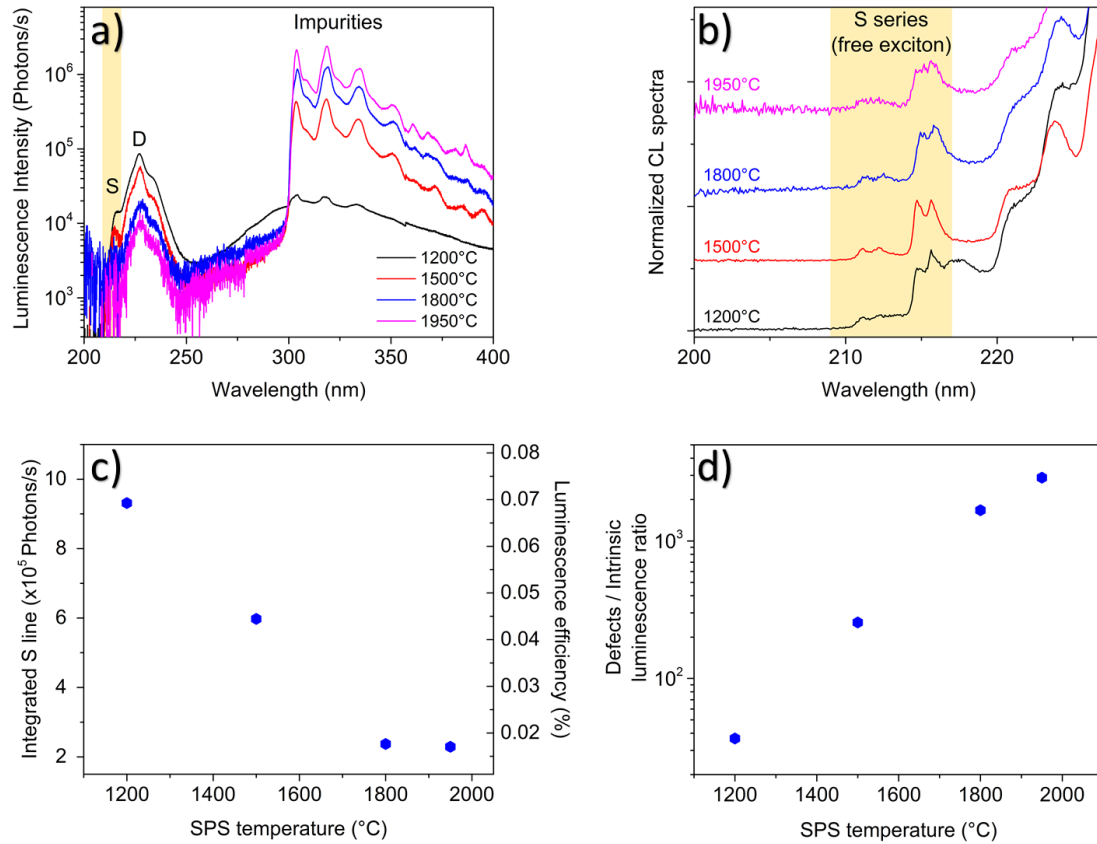 a)
Impurities
D
S
1200°C
1500°C
1800°C
1950°C
10^6
10^5
10^4
10^3
Luminescence Intensity (Photons/s)
200 250 300 350 400
Wavelength (nm)
b)
S series
(free exciton)
1950°C
1800°C
1500°C
1200°C
Normalized CL spectra
200 210 220
Wavelength (nm)
c)
10
8
6
4
2
Integrated S line (x10^5 Photons/s)
0.08
0.07
0.06
0.05
0.04
0.03
0.02
Luminescence efficiency (%)
1200 1400 1600 1800 2000
SPS temperature (°C)
d)
10^3
10^2
Defects / Intrinsic
luminescence ratio
1200 1400 1600 1800 2000
SPS temperature (°C)